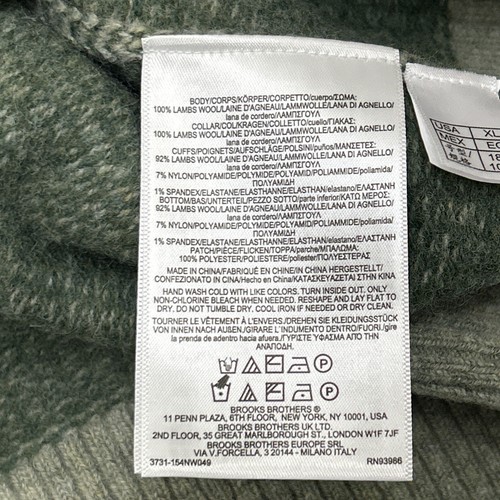 BODY/CORPS/KÖRPER/CORPETTO/cuerpo/ΣΩΜΑ:
100% LAMBS WOOL/LAINE D'AGNEAU/LAMMWOLLE/LANA DI AGNELLO/
lana de cordero/ΛΑΜΠΣΓΟΥΛ
COLLAR/COL/KRAGEN/COLLETTO/cuello/ΓΙΑΚΑΣ:
100% LAMBS WOOL/LAINE D'AGNEAU/LAMMWOLLE/LANA DI AGNELLO/
lana de cordero/ΛΑΜΠΣΓΟΥΛ
CUFFS/POIGNETS/AUFSCHLÄGE/POLSINI/puños/ΜΑΝΣΕΤΕΣ:
92% LAMBS WOOL/LAINE D'AGNEAU/LAMMWOLLE/LANA DI AGNELLO/
lana de cordero/ΛΑΜΠΣΓΟΥΛ
7% NYLON/POLYAMIDE/POLYMID/POLYAMID/POLIAMMIDE/poliamida/
ΠΟΛΥΑΜΙΔΗ
1% SPANDEX/ELASTANE/ELASTHANNE/ELASTHAN/elastano/ΕΛΑΣΤΑΝΗ
BOTTOM/BAS/UNTERTEIL/PEZZO SOTTO/parte inferior/ΚΑΤΩ ΜΕΡΟΣ:
92% LAMBS WOOL/LAINE D'AGNEAU/LAMMWOLLE/LANA DI AGNELLO/
lana de cordero/ΛΑΜΠΣΓΟΥΛ
7% NYLON/POLYAMIDE/POLYMID/POLYAMID/POLIAMMIDE/poliamida/
ΠΟΛΥΑΜΙΔΗ
1% SPANDEX/ELASTANE/ELASTHANNE/ELASTHAN/elastano/ΕΛΑΣΤΑΝΗ
PATCH/PIÈCE/FLICKEN/TOPPA/parche/ΜΠΑΛΩΜΑ:
100% POLYESTER/POLIESTERE/poliéster/ΠΟΛΥΕΣΤΕΡΑΣ
MADE IN CHINA/FABRIQUÉ EN CHINE/IN CHINA HERGESTELLT/
CONFEZIONATO IN CINA/Hecho en China/ΚΑΤΑΣΚΕΥΑΖΕΤΑΙ ΣΤΗΝ ΚΙΝΑ
HAND WASH COLD WITH LIKE COLORS. TURN INSIDE OUT. ONLY
NON-CHLORINE BLEACH WHEN NEEDED. RESHAPE AND LAY FLAT TO
DRY. DO NOT TUMBLE DRY. COOL IRON IF NEEDED OR DRY CLEAN.
TOURNER LE VÊTEMENT À L'ENVERS./DREHEN SIE KLEIDUNGSSTÜCK
VON INNEN NACH AUßEN./GIRARE L'INDUMENTO DENTRO/FUORI./gire
la prenda de adentro hacia afuera./ΓΥΡΙΣΤΕ ΥΦΑΣΜΑ ΑΠΟ ΤΗΝ
ΑΝΑΠΟΔΗ.
P
P
BROOKS BROTHERS ®
11 PENN PLAZA, 6TH FLOOR, NEW YORK, NY 10001, USA
BROOKS BROTHERS UK LTD.
2ND FLOOR, 35 GREAT MARLBOROUGH ST., LONDON W1F 7JF
BROOKS BROTHERS EUROPE SRL
VIA V.FORCELLA, 3 20144 - MILANO ITALY
3731-154NW049 RN93986
USA XL
MEX